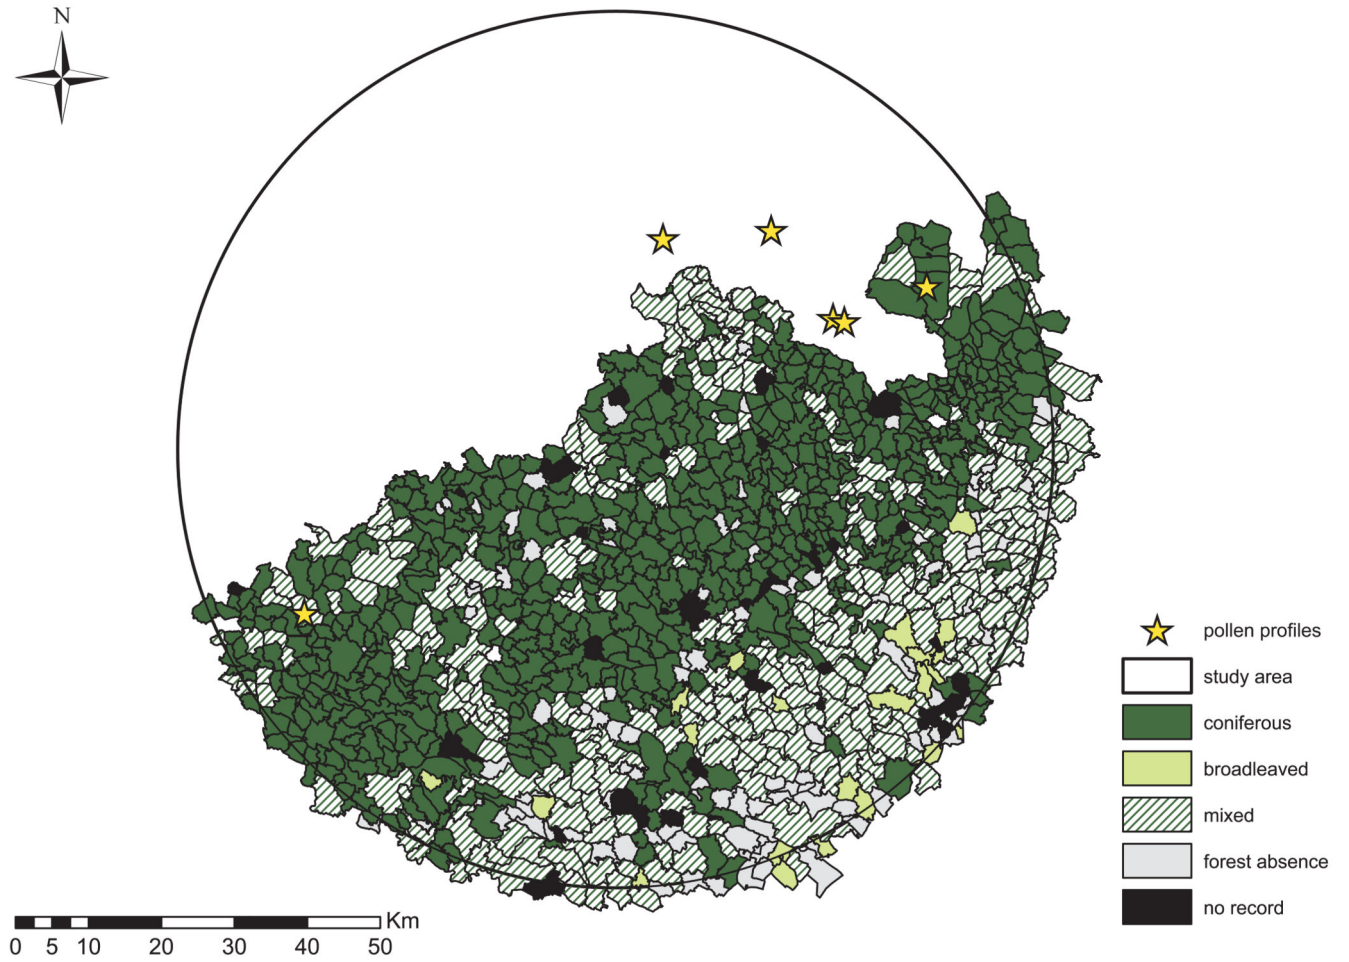 N
pollen profiles
study area
coniferous
broadleaved
mixed
forest absence
no record
Km
0 5 10 20 30 40 50